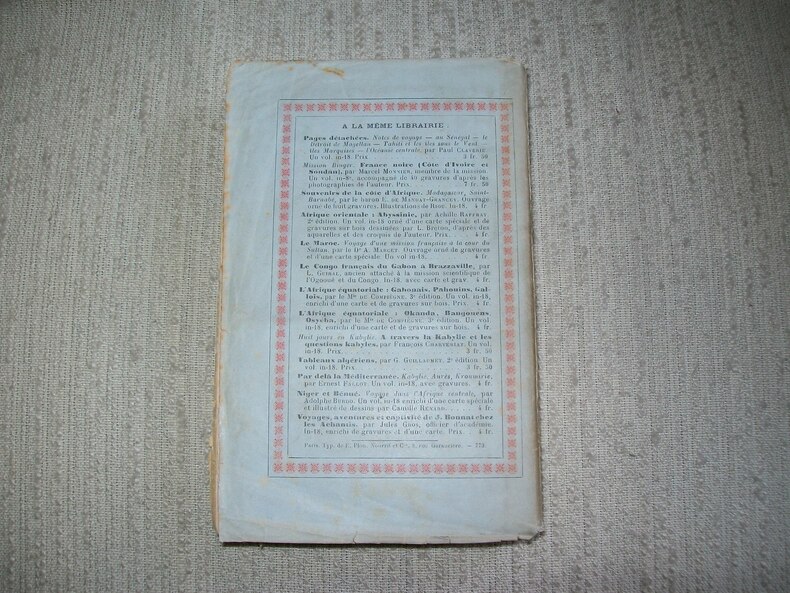 A LA MÊME LIBRAIRIE
Pages détachées. Notes de voyage — au Sénégal — le
Détroit de Magellan — Tahiti et les îles sous le Vent —
Iles Marquises — l'Océanie centrale, par Paul Claverie.
Un vol. in-18. Prix 3 fr. 50
Mission Binger. France noire (Côte d'Ivoire et
Soudan), par Marcel Monnier, membre de la mission.
Un vol. in-8°, accompagné de 40 gravures d'après les
photographies de l'auteur. Prix. 7 fr. 50
Souvenirs de la côte d'Afrique. Madagascar, Saint-
Barnabé, par le baron E. de Mandat-Grancey. Ouvrage
orné de huit gravures. Illustrations de Riou. In-18. 4 fr.
Afrique orientale : Abyssinie, par Achille Raffray.
2e édition. Un vol. in-18 orné d'une carte spéciale et de
gravures sur bois dessinées par L. Breton, d'après des
aquarelles et des croquis de l'auteur. Prix. . . 4 fr.
Le Maroc. Voyage d'une mission française à la cour du
Sultan, par le Dr A. Marcet. Ouvrage orné de gravures
et d'une carte spéciale. Un vol. in-18. 4 fr.
Le Congo français du Gabon à Brazzaville, par
L. Guiral, ancien attaché à la mission scientifique de
l'Ogooué et du Congo. In-18, avec carte et grav. 4 fr.
L'Afrique équatoriale : Gabonais, Pahouins, Gal-
lois, par le Mis de Compiègne. 3e édition. Un vol. in-18,
enrichi d'une carte et de gravures sur bois. Prix. 4 fr.
L'Afrique équatoriale : Okanda, Bangouens,
Osyéba, par le Mis de Compiègne. 3e édition. Un vol.
in-18, enrichi d'une carte et de gravures sur bois. 4 fr.
Huit jours en Kabylie. A travers la Kabylie et les
questions kabyles, par François Charvériat. Un vol.
in-18. Prix 3 fr. 50
Tableaux algériens, par G. Guillaumet. 2e édition. Un
vol. in-18. Prix 3 fr. 50
Par delà la Méditerranée. Kabylie, Aurès, Kroumirie,
par Ernest Fallot. Un vol. in-18, avec gravures. 4 fr.
Niger et Bénué. Voyage dans l'Afrique centrale, par
Adolphe Burdo. Un vol. in-18 enrichi d'une carte spéciale
et illustré de dessins par Camille Renard. 4 fr.
Voyages, aventures et captivité de J. Bonnat chez
les Achantis, par Jules Gros, officier d'académie.
In-18, enrichi de gravures et d'une carte. Prix . 4 fr.
Paris. Typ. de E. Plon, Nourrit et Cie, 8, rue Garancière. — 773.